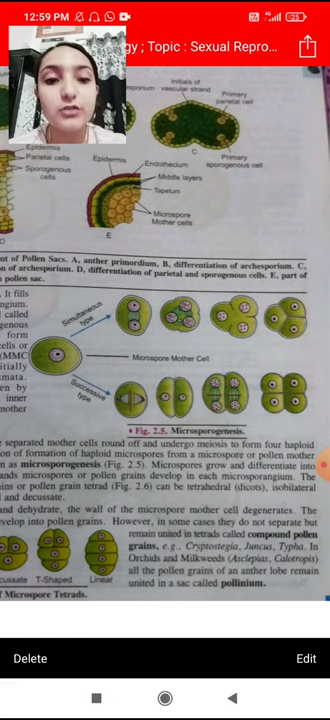 12:59 PM
23
gy ; Topic : Sexual Repro...
sporium
Initials of
vascular strand
Primary
parietal cell
C
Primary
sporogenous cell
Epidermis
Parietal cells
Sporogenous
cells
D
Epidermis
Endothecium
Middle layers
Tapetum
Microspore
Mother cells
E
nt of Pollen Sacs. A, anther primordium, B, differentiation of archesporium. C,
n of archesporium. D, differentiation of parietal and sporogenous cells. E, part of
pollen sac.
. It fills
angium.
called
genous
form
cells or
(MMC
itially
mata.
en by
inner
mother
Simultaneous
type
Microspore Mother Cell
Successive
type
♦ Fig. 2.5. Microsporogenesis.
e separated mother cells round off and undergo meiosis to form four haploid
on of formation of haploid microspores from a microspore or pollen mother
n as microsporogenesis (Fig. 2.5). Microspores grow and differentiate into
ands microspores or pollen grains develop in each microsporangium. The
ins or pollen grain tetrad (Fig. 2.6) can be tetrahedral (dicots), isobilateral
l and decussate.
and dehydrate, the wall of the microspore mother cell degenerates. The
evelop into pollen grains. However, in some cases they do not separate but
remain united in tetrads called compound pollen
grains, e.g., Cryptostegia, Juncus, Typha. In
Orchids and Milkweeds (Asclepias, Calotropis)
all the pollen grains of an anther lobe remain
united in a sac called pollinium.
cussate T-Shaped Linear
f Microspore Tetrads.
Delete
Edit